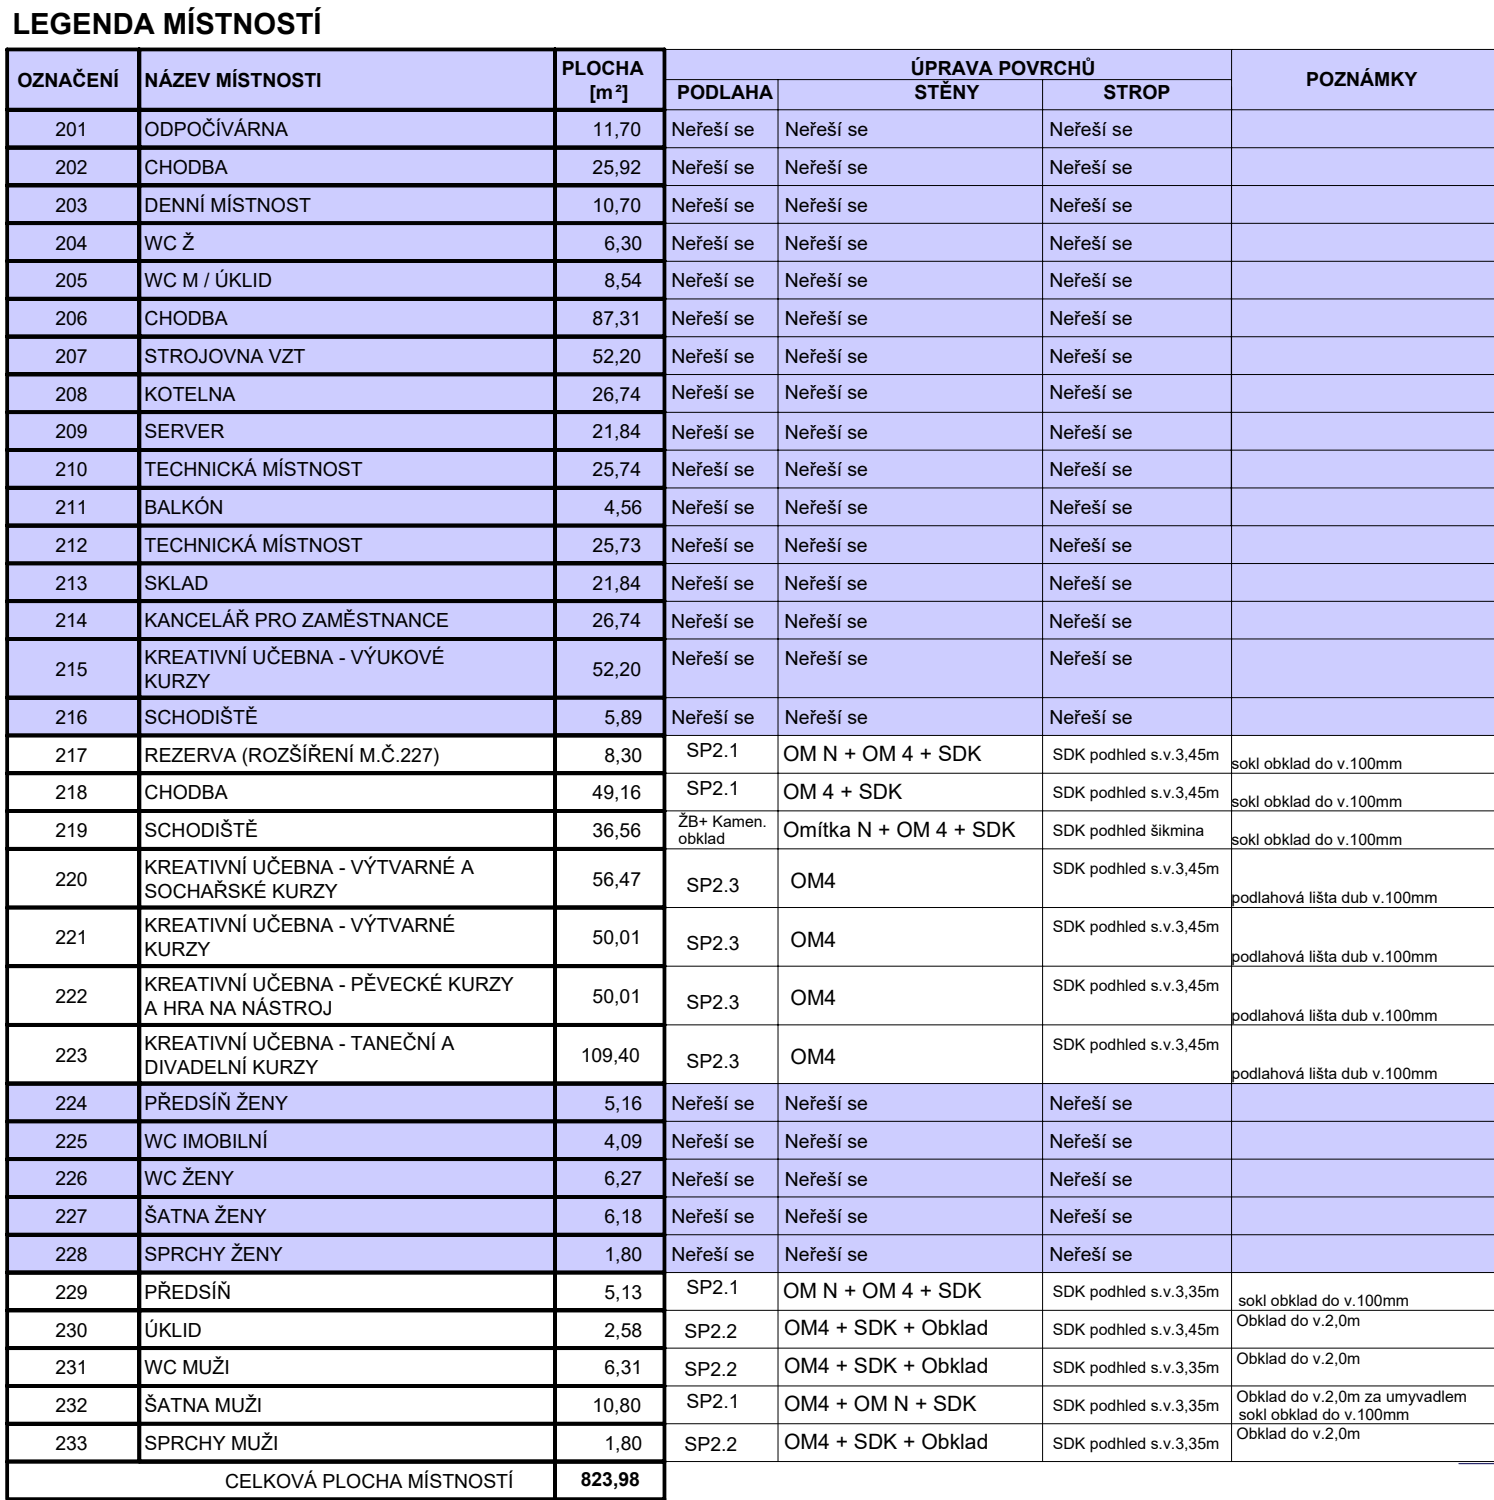 LEGENDA MÍSTNOSTÍ
OZNAČENÍ NÁZEV MÍSTNOSTI PLOCHA [m²] ÚPRAVA POVRCHŮ POZNÁMKY
PODLAHA STĚNY STROP
201 ODPOČÍVÁRNA 11,70 Neřeší se Neřeší se Neřeší se
202 CHODBA 25,92 Neřeší se Neřeší se Neřeší se
203 DENNÍ MÍSTNOST 10,70 Neřeší se Neřeší se Neřeší se
204 WC Ž 6,30 Neřeší se Neřeší se Neřeší se
205 WC M / ÚKLID 8,54 Neřeší se Neřeší se Neřeší se
206 CHODBA 87,31 Neřeší se Neřeší se Neřeší se
207 STROJOVNA VZT 52,20 Neřeší se Neřeší se Neřeší se
208 KOTELNA 26,74 Neřeší se Neřeší se Neřeší se
209 SERVER 21,84 Neřeší se Neřeší se Neřeší se
210 TECHNICKÁ MÍSTNOST 25,74 Neřeší se Neřeší se Neřeší se
211 BALKÓN 4,56 Neřeší se Neřeší se Neřeší se
212 TECHNICKÁ MÍSTNOST 25,73 Neřeší se Neřeší se Neřeší se
213 SKLAD 21,84 Neřeší se Neřeší se Neřeší se
214 KANCELÁŘ PRO ZAMĚSTNANCE 26,74 Neřeší se Neřeší se Neřeší se
215 KREATIVNÍ UČEBNA - VÝUKOVÉ
KURZY 52,20 Neřeší se Neřeší se Neřeší se
216 SCHODIŠTĚ 5,89 Neřeší se Neřeší se Neřeší se
217 REZERVA (ROZŠÍŘENÍ M.Č.227) 8,30 SP2.1 OM N + OM 4 + SDK SDK podhled s.v.3,45m sokl obklad do v.100mm
218 CHODBA 49,16 SP2.1 OM 4 + SDK SDK podhled s.v.3,45m sokl obklad do v.100mm
219 SCHODIŠTĚ 36,56 ŽB+ Kamen.
obklad Omítka N + OM 4 + SDK SDK podhled šikmina sokl obklad do v.100mm
220 KREATIVNÍ UČEBNA - VÝTVARNÉ A
SOCHAŘSKÉ KURZY 56,47 SP2.3 OM4 SDK podhled s.v.3,45m podlahová lišta dub v.100mm
221 KREATIVNÍ UČEBNA - VÝTVARNÉ
KURZY 50,01 SP2.3 OM4 SDK podhled s.v.3,45m podlahová lišta dub v.100mm
222 KREATIVNÍ UČEBNA - PĚVECKÉ KURZY
A HRA NA NÁSTROJ 50,01 SP2.3 OM4 SDK podhled s.v.3,45m podlahová lišta dub v.100mm
223 KREATIVNÍ UČEBNA - TANEČNÍ A
DIVADELNÍ KURZY 109,40 SP2.3 OM4 SDK podhled s.v.3,45m podlahová lišta dub v.100mm
224 PŘEDSÍŇ ŽENY 5,16 Neřeší se Neřeší se Neřeší se
225 WC IMOBILNÍ 4,09 Neřeší se Neřeší se Neřeší se
226 WC ŽENY 6,27 Neřeší se Neřeší se Neřeší se
227 ŠATNA ŽENY 6,18 Neřeší se Neřeší se Neřeší se
228 SPRCHY ŽENY 1,80 Neřeší se Neřeší se Neřeší se
229 PŘEDSÍŇ 5,13 SP2.1 OM N + OM 4 + SDK SDK podhled s.v.3,35m sokl obklad do v.100mm
230 ÚKLID 2,58 SP2.2 OM4 + SDK + Obklad SDK podhled s.v.3,45m Obklad do v.2,0m
231 WC MUŽI 6,31 SP2.2 OM4 + SDK + Obklad SDK podhled s.v.3,35m Obklad do v.2,0m
232 ŠATNA MUŽI 10,80 SP2.1 OM4 + OM N + SDK SDK podhled s.v.3,35m Obklad do v.2,0m za umyvadlem
sokl obklad do v.100mm
233 SPRCHY MUŽI 1,80 SP2.2 OM4 + SDK + Obklad SDK podhled s.v.3,35m Obklad do v.2,0m
CELKOVÁ PLOCHA MÍSTNOSTÍ 823,98